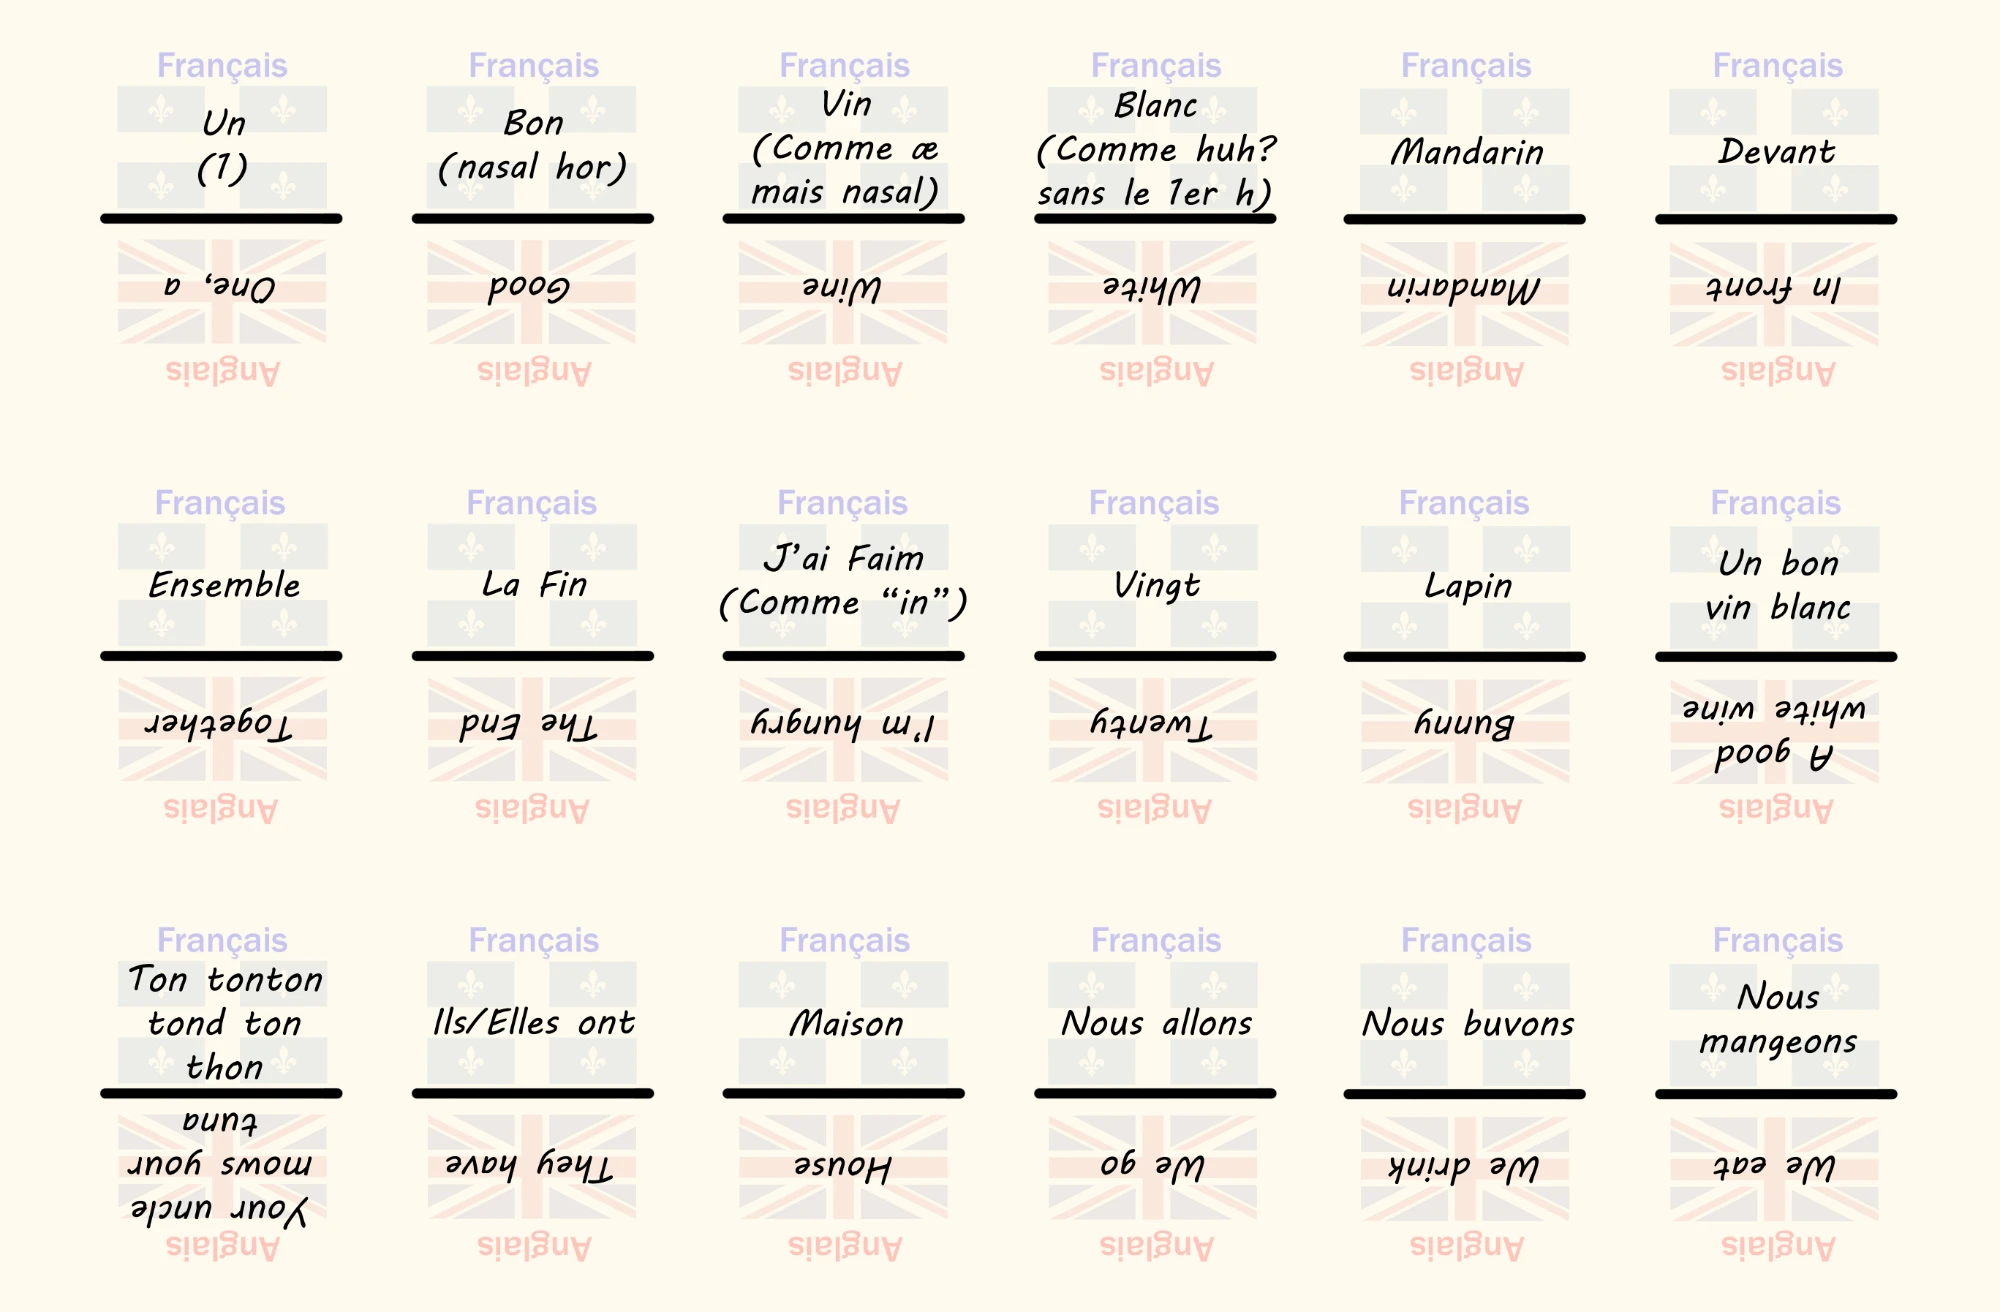 Français
Un
(1)
One, a
Anglais
Français
Bon
(nasal hor)
Good
Anglais
Français
Vin
(Comme æ
mais nasal)
Wine
Anglais
Français
Blanc
(Comme huh?
sans le 1er h)
White
Anglais
Français
Mandarin
Mandarin
Anglais
Français
Devant
In front
Anglais
Français
Ensemble
Together
Anglais
Français
La Fin
The End
Anglais
Français
J'ai Faim
(Comme “in”)
I'm hungry
Anglais
Français
Vingt
Twenty
Anglais
Français
Lapin
Bunny
Anglais
Français
Un bon
vin blanc
A good
white wine
Anglais
Français
Ton tonton
tond ton
thon
Your uncle
mows your
tuna
Anglais
Français
Ils/Elles ont
They have
Anglais
Français
Maison
House
Anglais
Français
Nous allons
We go
Anglais
Français
Nous buvons
We drink
Anglais
Français
Nous
mangeons
We eat
Anglais